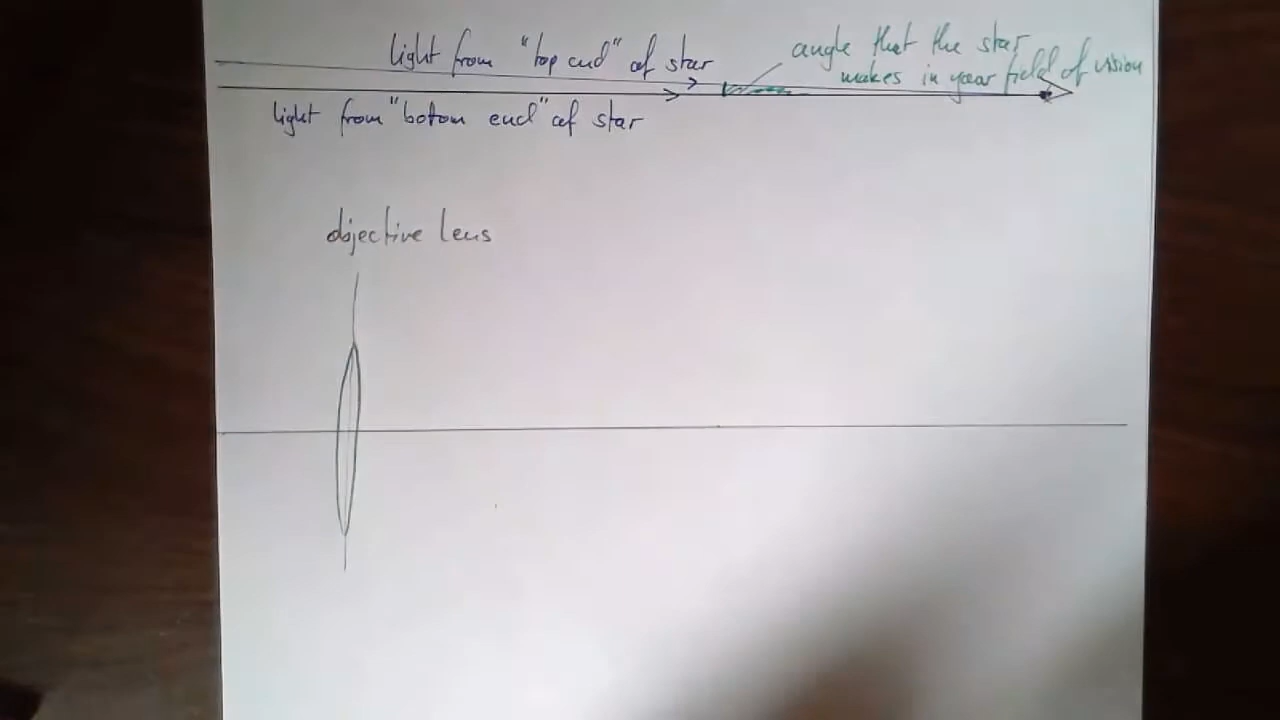 light from "top end" of star
angle that the star
makes in your field of vision
light from "botom end" of star
objective lens